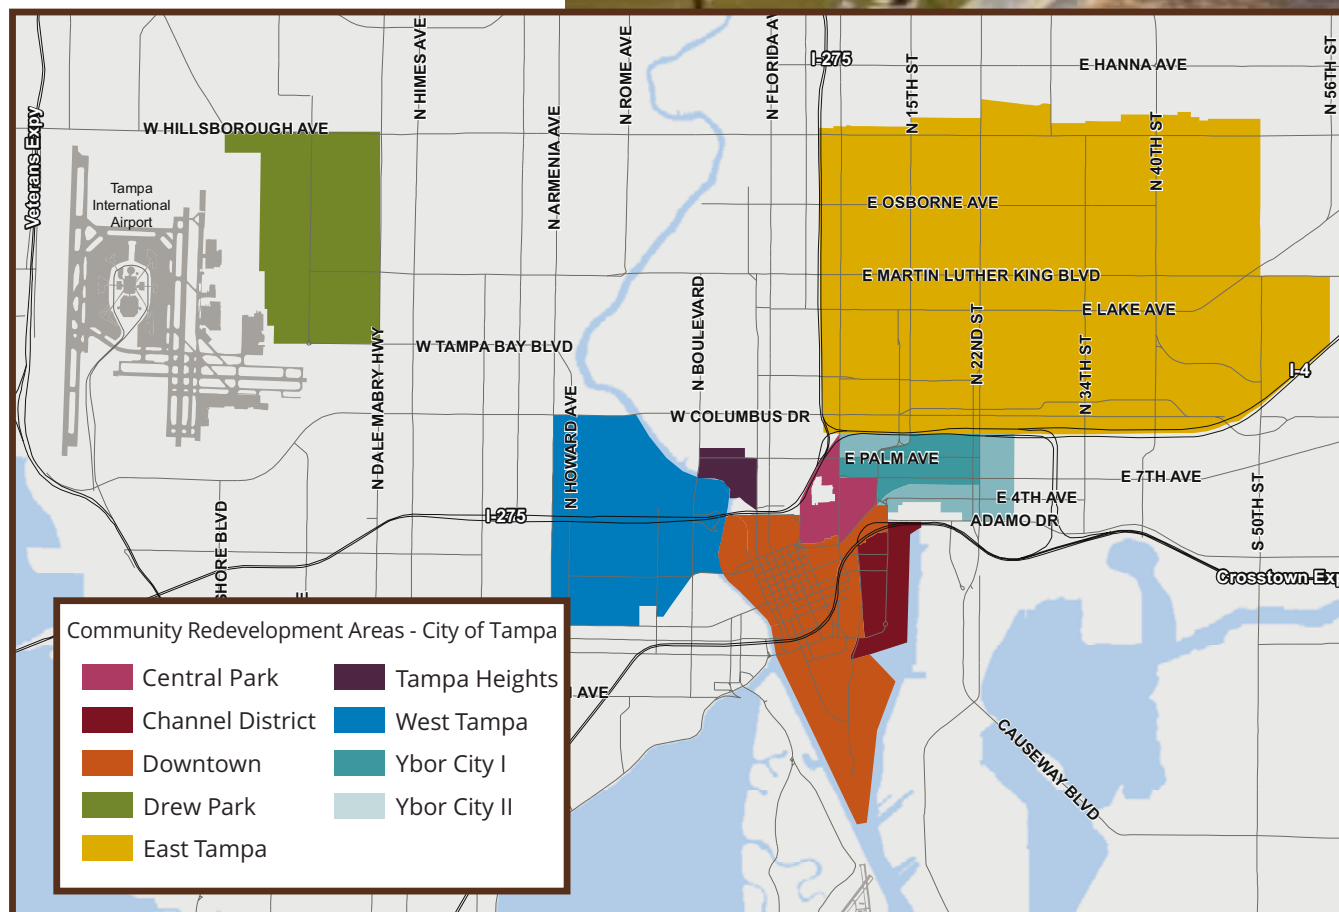 I-275
E HANNA AVE
N 56TH ST
N HIMES AVE
N ROME AVE
N FLORIDA AV
N 15TH ST
Veterans Expy
W HILLSBOROUGH AVE
N ARMENIA AVE
N 40TH ST
Tampa
International
Airport
E OSBORNE AVE
E MARTIN LUTHER KING BLVD
E LAKE AVE
N BOULEVARD
N 22ND ST
W TAMPA BAY BLVD
N DALE MABRY HWY
N 34TH ST
I-4
N HOWARD AVE
W COLUMBUS DR
E PALM AVE
E 7TH AVE
E 4TH AVE
ADAMO DR
I-275
SHORE BLVD
S 50TH ST
Crosstown Exp
E
AVE
CAUSEWAY BLVD
Community Redevelopment Areas - City of Tampa
Central Park
Channel District
Downtown
Drew Park
East Tampa
Tampa Heights
West Tampa
Ybor City I
Ybor City II